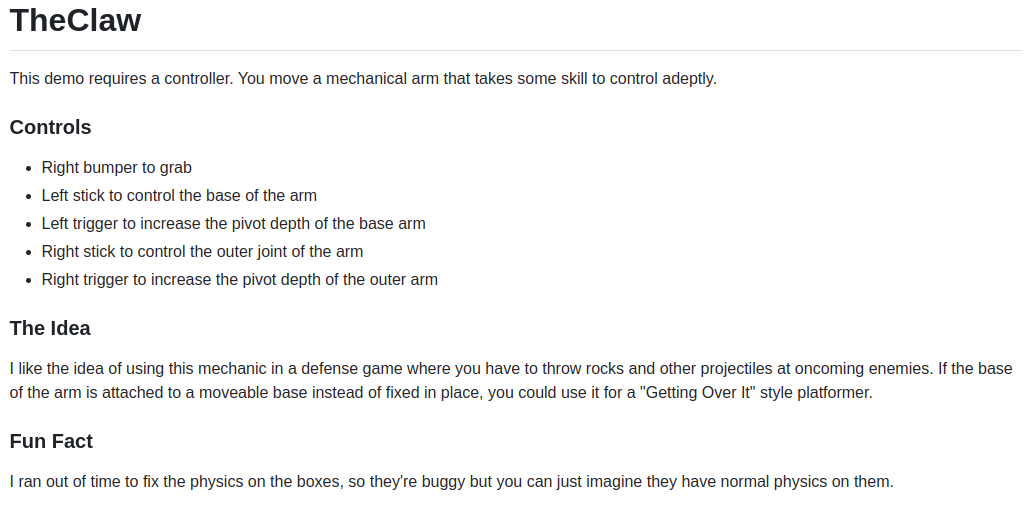 TheClaw
This demo requires a controller. You move a mechanical arm that takes some skill to control adeptly.
Controls
Right bumper to grab
Left stick to control the base of the arm
Left trigger to increase the pivot depth of the base arm
Right stick to control the outer joint of the arm
Right trigger to increase the pivot depth of the outer arm
The Idea
I like the idea of using this mechanic in a defense game where you have to throw rocks and other projectiles at oncoming enemies. If the base
of the arm is attached to a moveable base instead of fixed in place, you could use it for a "Getting Over It" style platformer.
Fun Fact
I ran out of time to fix the physics on the boxes, so they're buggy but you can just imagine they have normal physics on them.